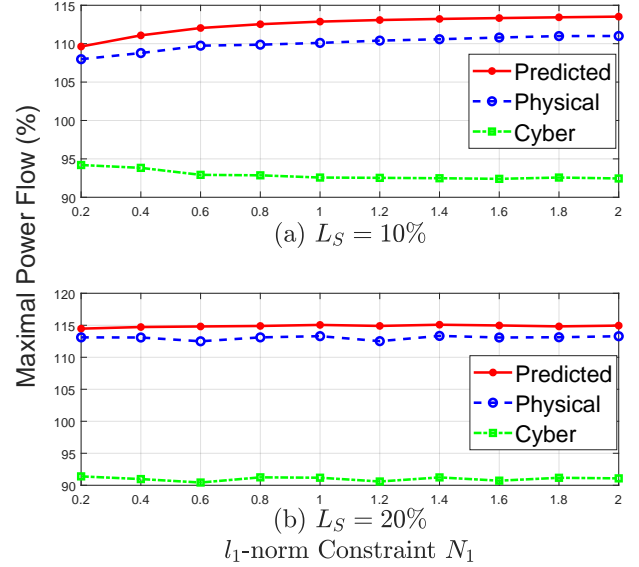 115
110
105
100
95
90
Predicted
Physical
Cyber
0.2 0.4 0.6 0.8 1 1.2 1.4 1.6 1.8 2
(a) L_S = 10%
Maximal Power Flow (%)
120
115
110
105
100
95
90
Predicted
Physical
Cyber
0.2 0.4 0.6 0.8 1 1.2 1.4 1.6 1.8 2
(b) L_S = 20%
l_1-norm Constraint N_1